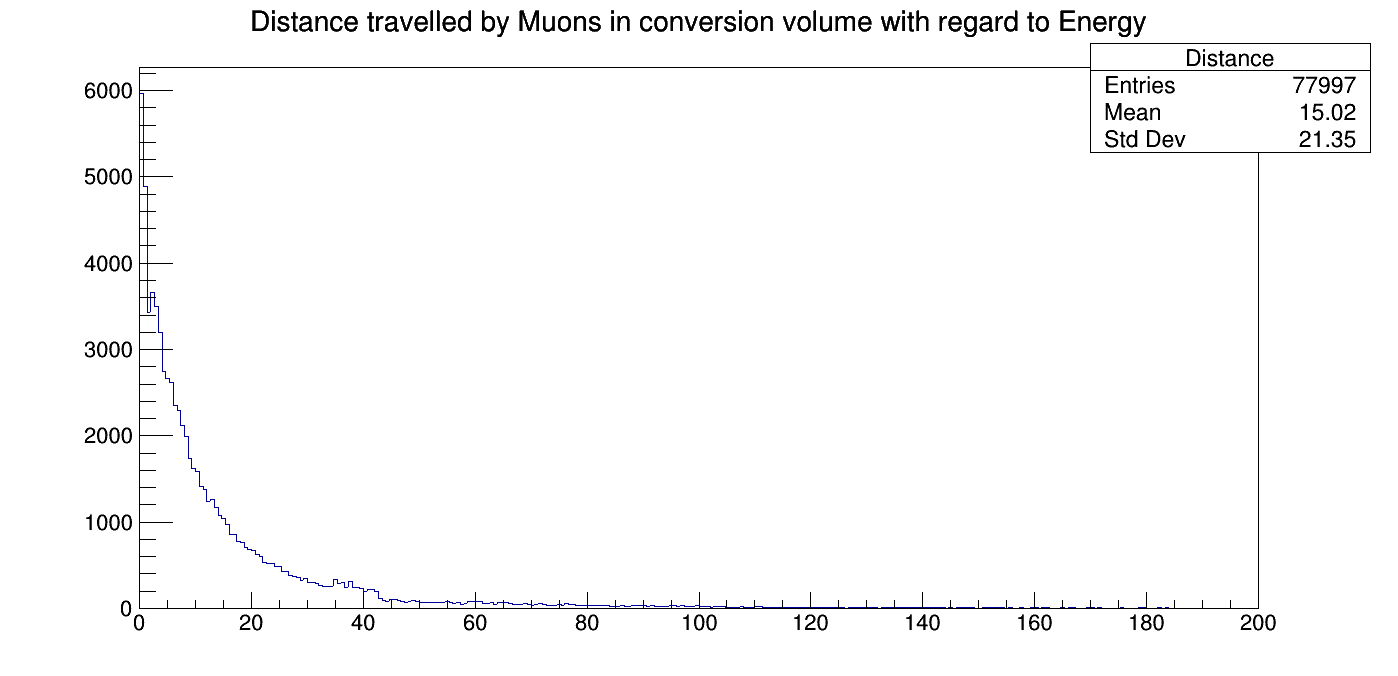 Distance travelled by Muons in conversion volume with regard to Energy
Distance
Entries 77997
Mean 15.02
Std Dev 21.35
6000
5000
4000
3000
2000
1000
0
0 20 40 60 80 100 120 140 160 180 200